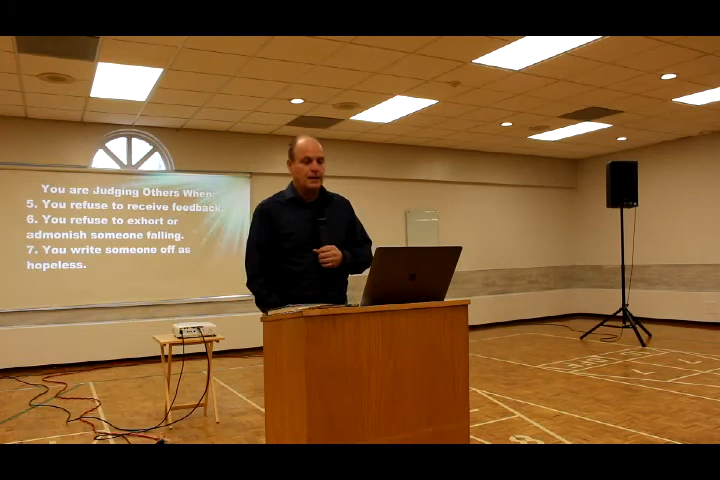 You are Judging Others When:
5. You refuse to receive feedback.
6. You refuse to exhort or
admonish someone falling.
7. You write someone off as
hopeless.